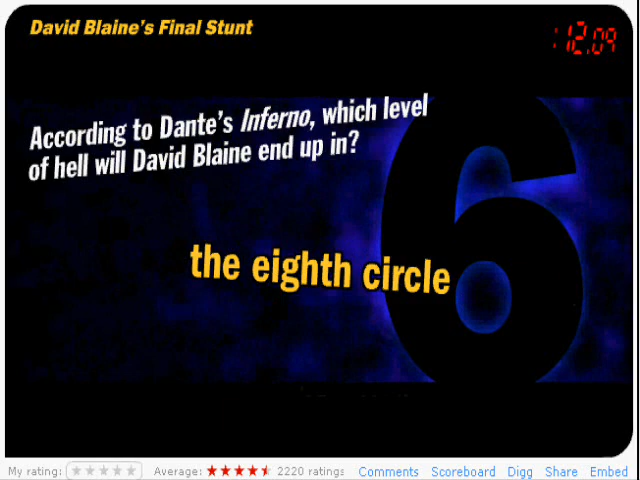 David Blaine's Final Stunt
:12.09
According to Dante's Inferno, which level
of hell will David Blaine end up in?
6
the eighth circle
My rating: Average: 2220 ratings Comments Scoreboard Digg Share Embed